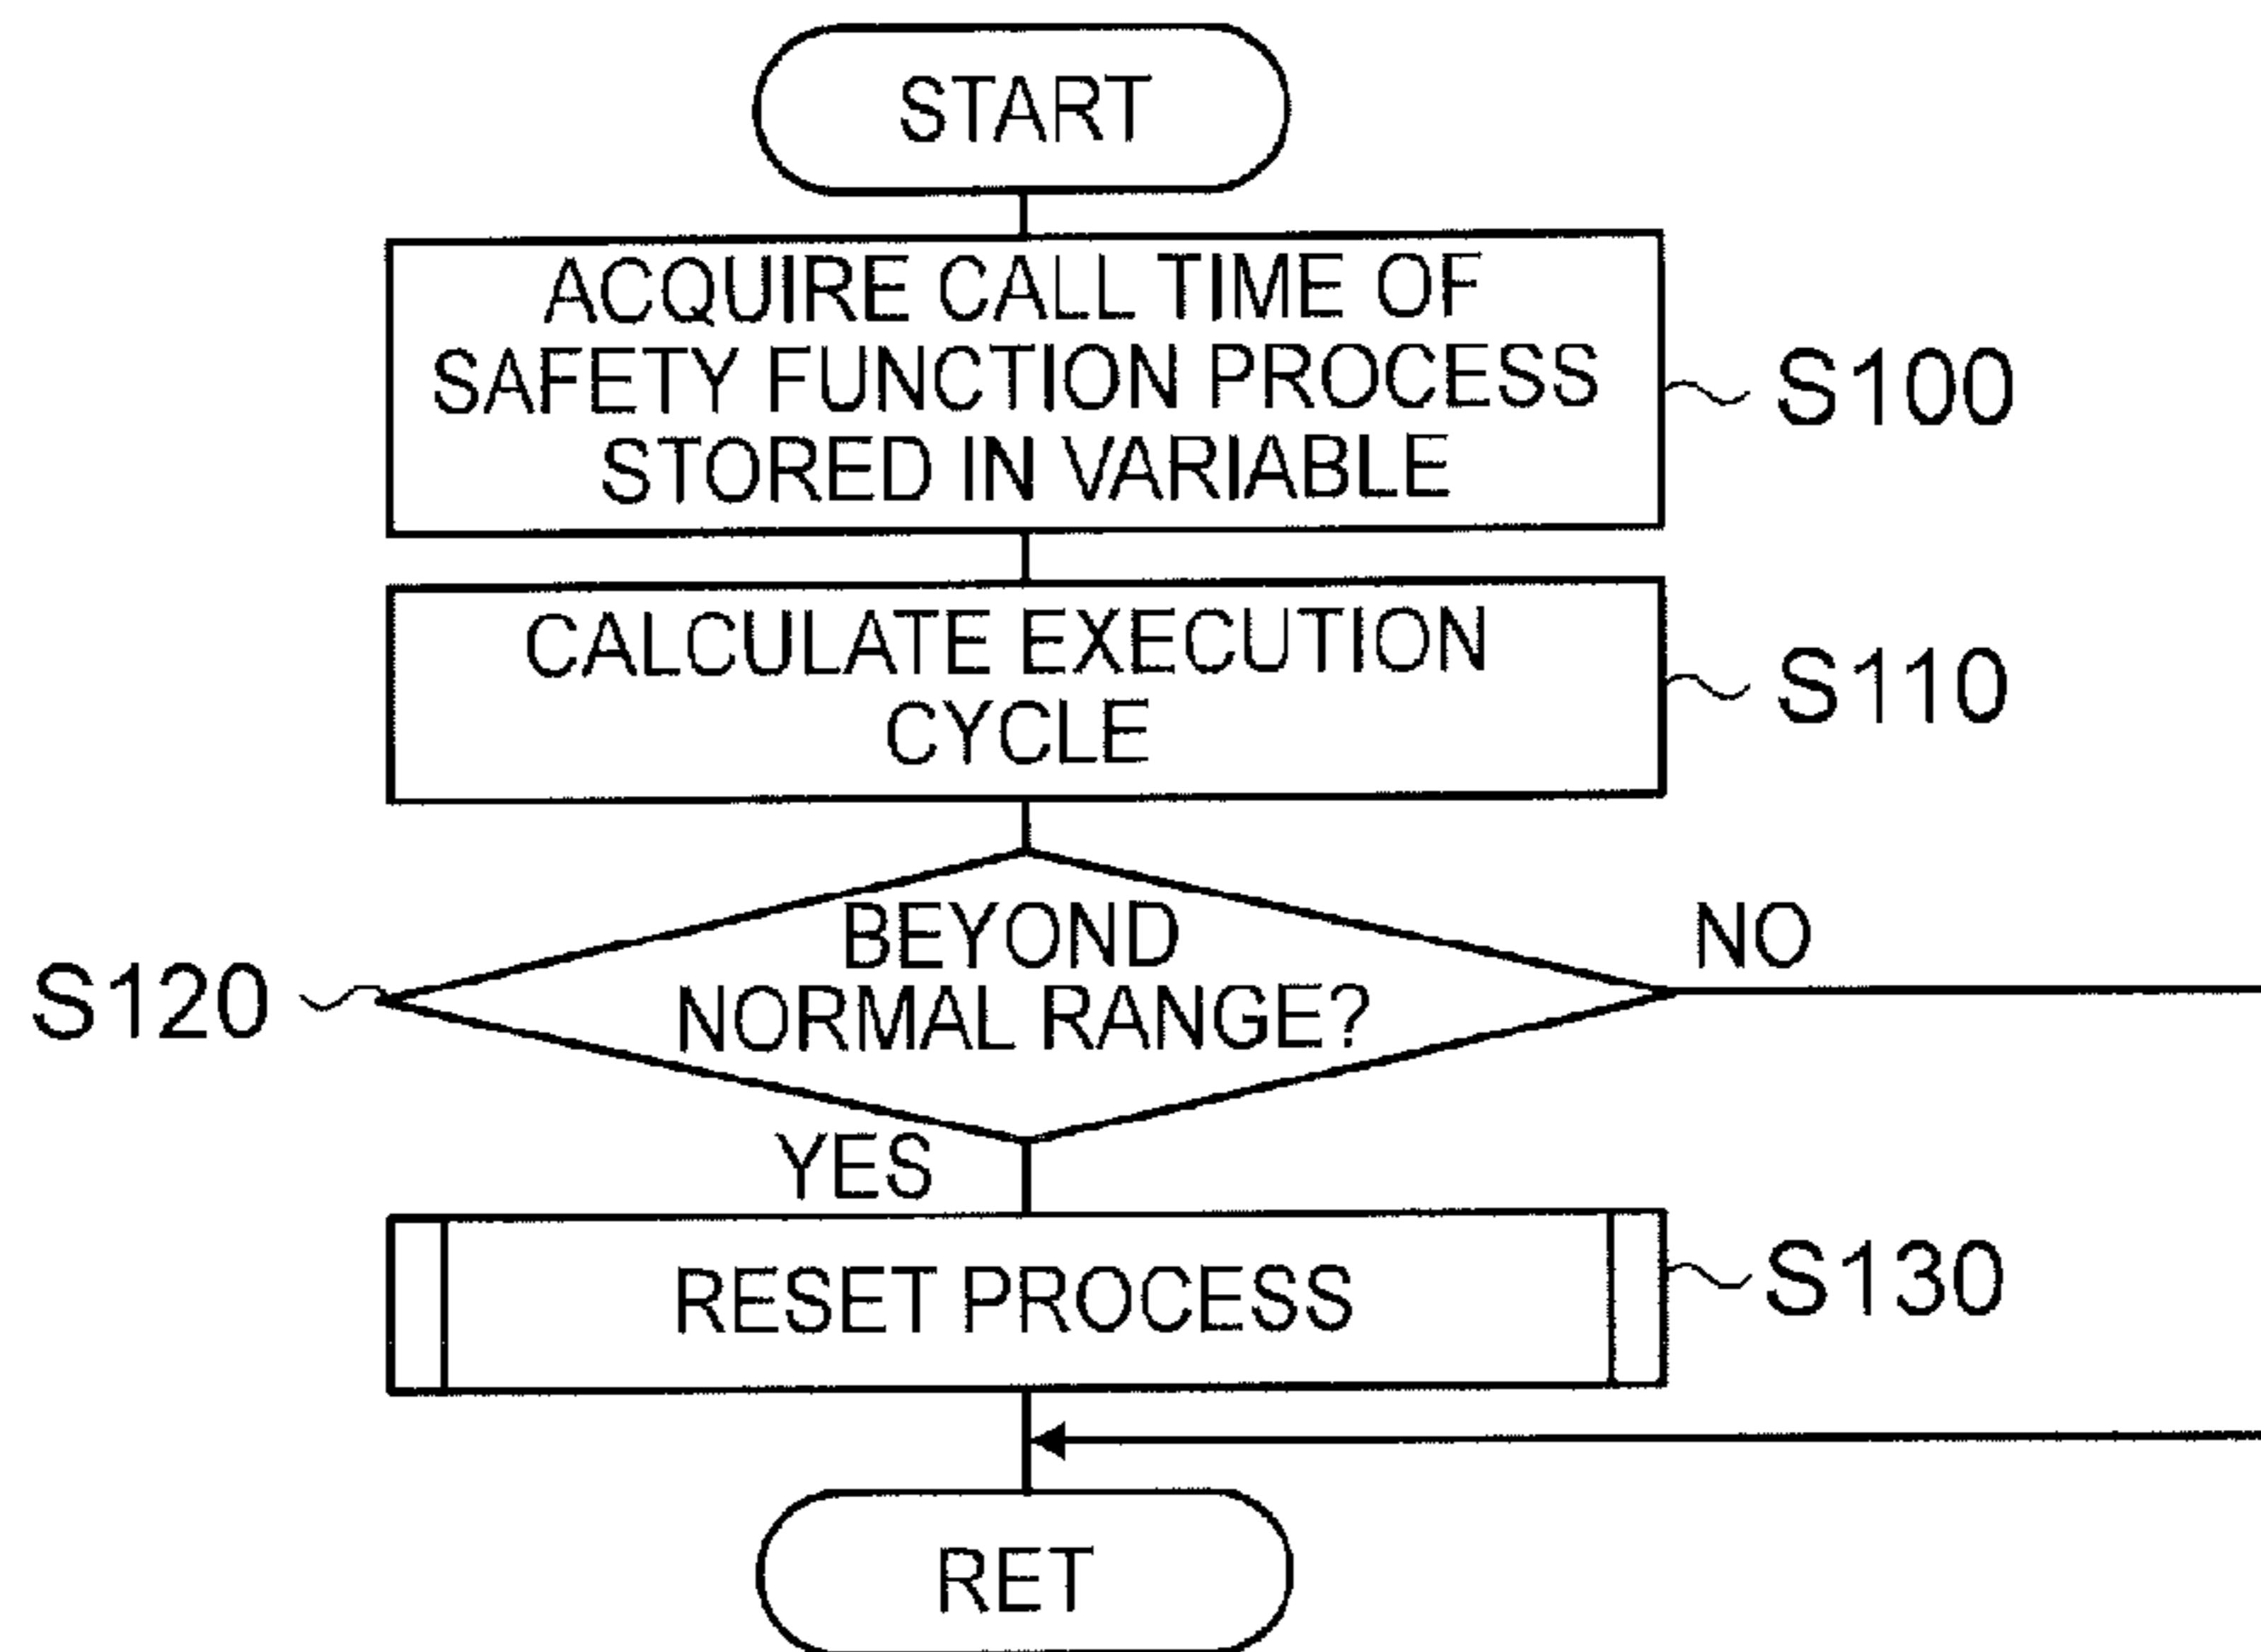 START
ACQUIRE CALL TIME OF
SAFETY FUNCTION PROCESS
STORED IN VARIABLE
S100
CALCULATE EXECUTION
CYCLE
S110
BEYOND
NORMAL RANGE?
NO
S120
YES
RESET PROCESS
S130
RET